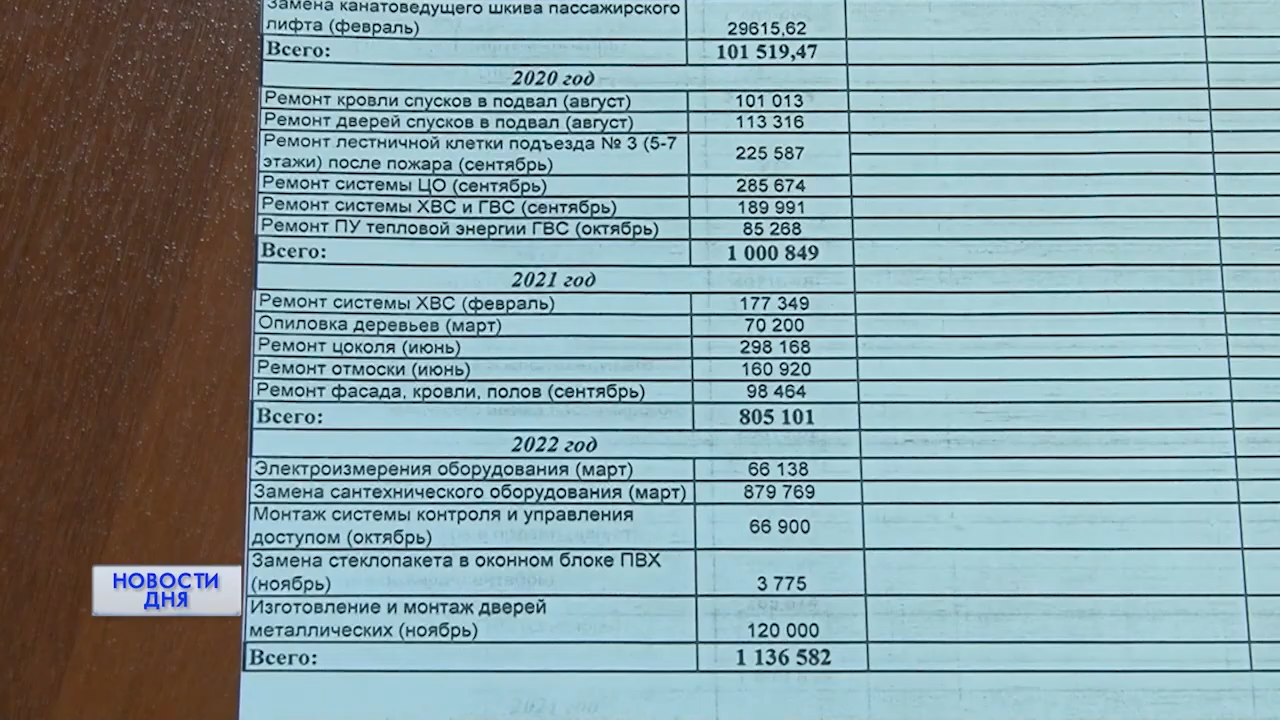 Замена канатоведущего шкива пассажирского
лифта (февраль) 29615,62
Всего: 101 519,47
2020 год
Ремонт кровли спусков в подвал (август) 101 013
Ремонт дверей спусков в подвал (август) 113 316
Ремонт лестничной клетки подъезда № 3 (5-7
этажи) после пожара (сентябрь) 225 587
Ремонт системы ЦО (сентябрь) 285 674
Ремонт системы ХВС и ГВС (сентябрь) 189 991
Ремонт ПУ тепловой энергии ГВС (октябрь) 85 268
Всего: 1 000 849
2021 год
Ремонт системы ХВС (февраль) 177 349
Опиловка деревьев (март) 70 200
Ремонт цоколя (июнь) 298 168
Ремонт отмоски (июнь) 160 920
Ремонт фасада, кровли, полов (сентябрь) 98 464
Всего: 805 101
2022 год
Электроизмерения оборудования (март) 66 138
Замена сантехнического оборудования (март) 879 769
Монтаж системы контроля и управления
доступом (октябрь) 66 900
Замена стеклопакета в оконном блоке ПВХ
(ноябрь) 3 775
Изготовление и монтаж дверей
металлических (ноябрь) 120 000
Всего: 1 136 582
НОВОСТИ
ДНЯ